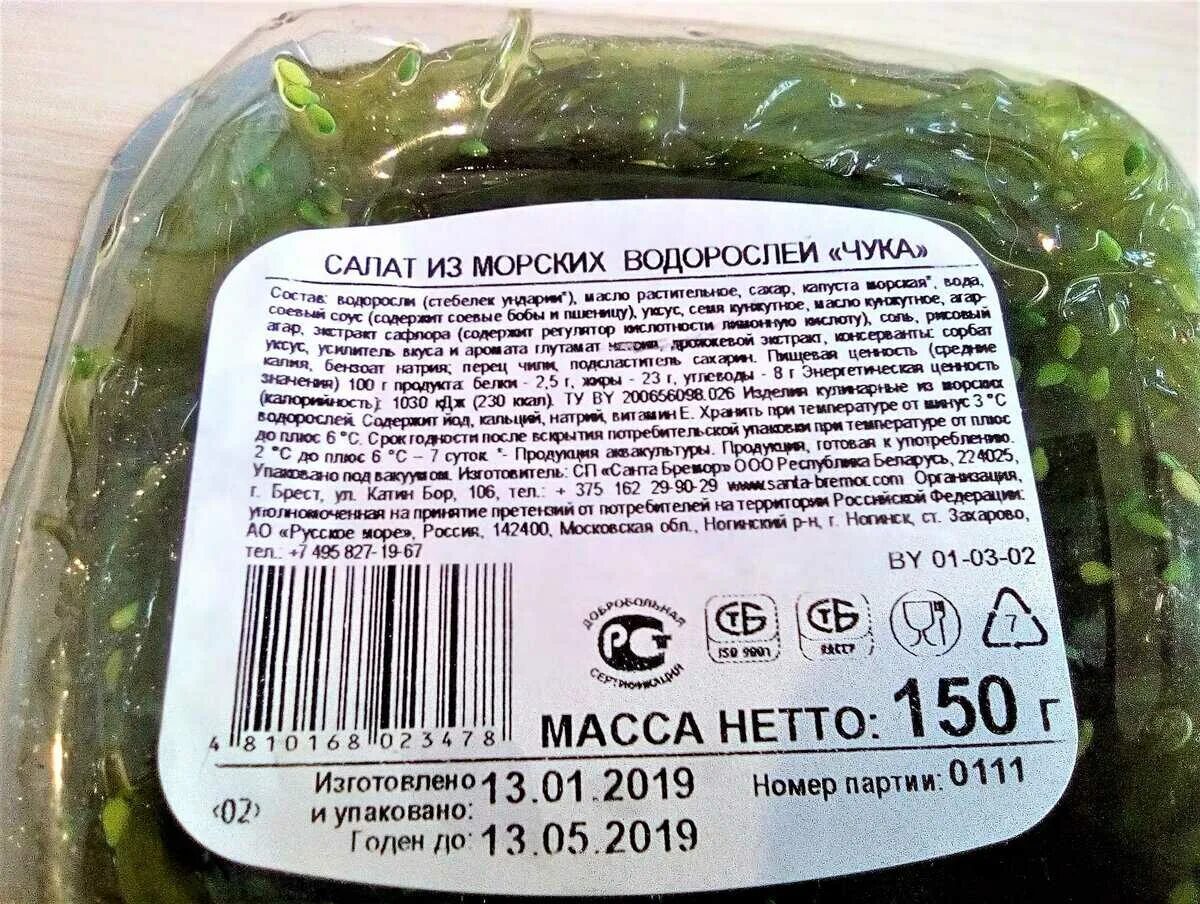 САЛАТ ИЗ МОРСКИХ ВОДОРОСЛЕЙ «ЧУКА»
Состав: водоросли (стебелек ундарии*), масло растительное, сахар, капуста морская*, вода,
соевый соус (содержит соевые бобы и пшеницу), уксус, семя кунжутное, масло кунжутное, агар-
агар, экстракт сафлора (содержит регулятор кислотности лимонную кислоту), соль, рисовый
уксус, усилитель вкуса и аромата глутамат натрия, дрожжевой экстракт, консерванты: сорбат
калия, бензоат натрия; перец чили, подсластитель сахарин. Пищевая ценность (средние
значения) 100 г продукта: белки - 2,5 г, жиры - 23 г, углеводы - 8 г Энергетическая ценность
(калорийность): 1030 кДж (230 ккал). ТУ BY 200656098.026 Изделия кулинарные из морских
водорослей. Содержит йод, кальций, натрий, витамин Е. Хранить при температуре от минус 3 °С
до плюс 6 °С. Срок годности после вскрытия потребительской упаковки при температуре от плюс
2 °С до плюс 6 °С – 7 суток *- Продукция аквакультуры. Продукция, готовая к употреблению.
Упаковано под вакуумом. Изготовитель: СП «Санта Бремор» ООО Республика Беларусь, 224025,
г. Брест, ул. Катин Бор, 106, тел.: + 375 162 29-90-29 www.santa-bremor.com Организация,
уполномоченная на принятие претензий от потребителей на территории Российской Федерации:
АО «Русское море», Россия, 142400, Московская обл., Ногинский р-н, г. Ногинск, ст. Захарово,
тел.: +7 495 827-19-67
BY 01-03-02
ДОБРОВОЛЬНАЯ
РСТ
СЕРТИФИКАЦИЯ
СТБ
ISO 9001
СТБ
НАССР
7
4 810168 023478
МАССА НЕТТО: 150 г
Изготовлено 13.01.2019
и упаковано:
Номер партии: 0111
‹02›
Годен до: 13.05.2019